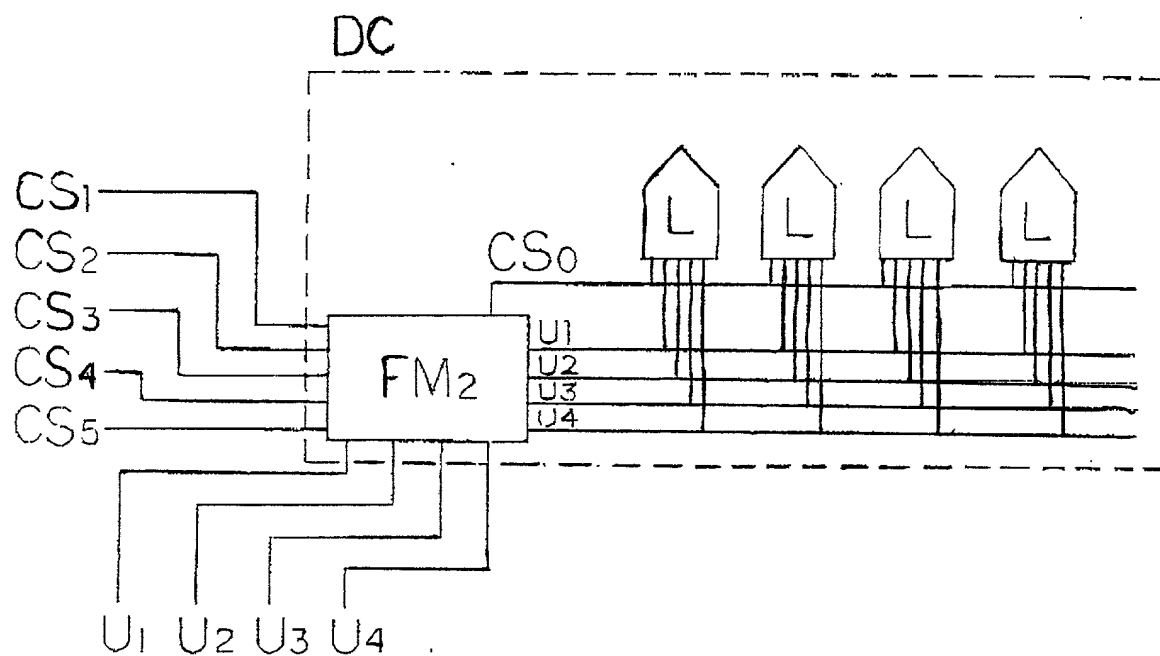 DC
CS1
CS2
CS3
CS4
CS5
CS0
L L L L
FM2
U1
U2
U3
U4
U1 U2 U3 U4